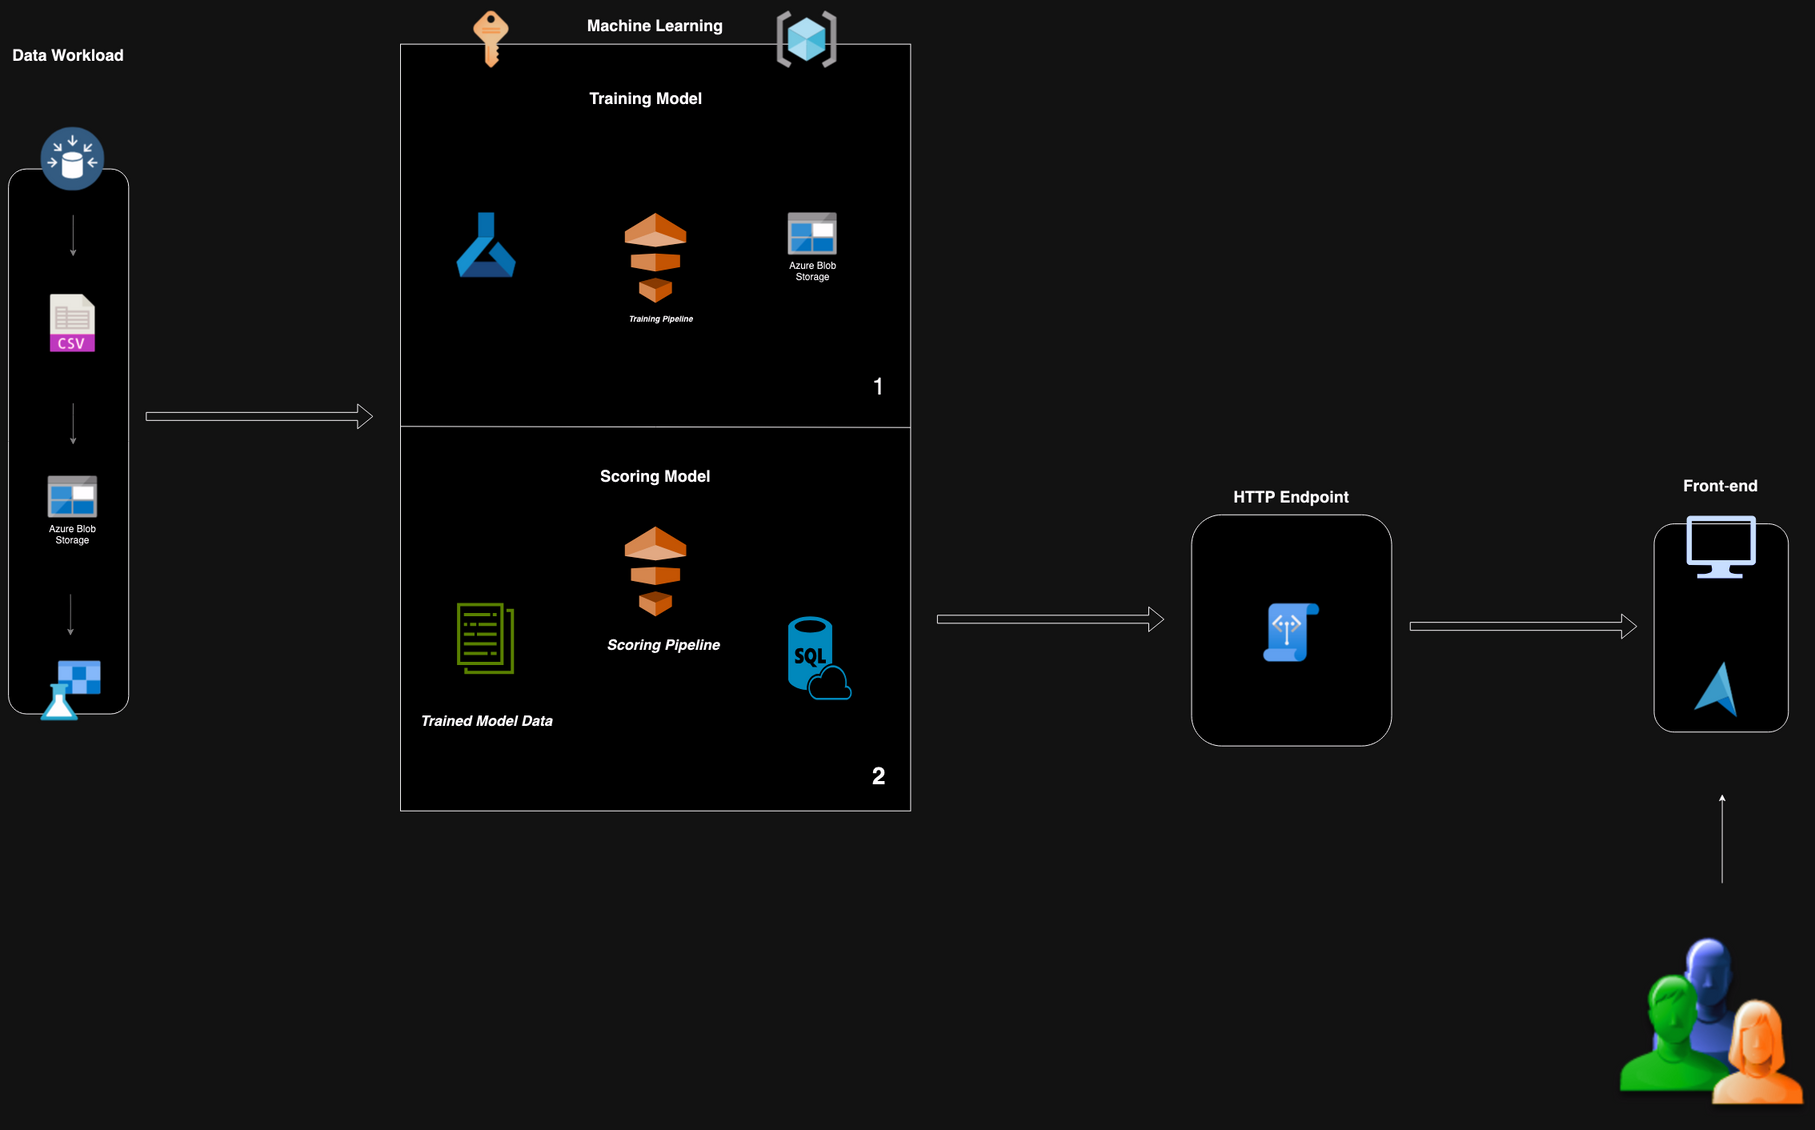 Data Workload
CSV
Azure Blob
Storage
Machine Learning
Training Model
Training Pipeline
Azure Blob
Storage
1
Scoring Model
Scoring Pipeline
Trained Model Data
SQL
2
HTTP Endpoint
Front-end